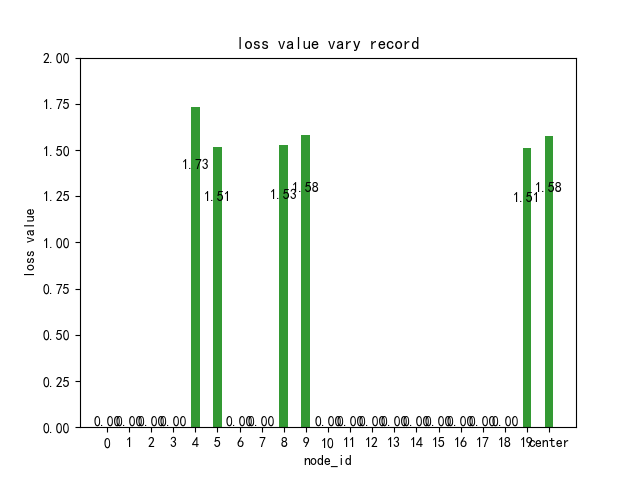 loss value vary record
2.00
1.75
1.50
1.25
1.00
0.75
0.50
0.25
0.00
loss value
0.00 0.00 0.00 0.00 1.73 1.51 0.00 0.00 1.53 1.58 0.00 0.00 0.00 0.00 0.00 0.00 0.00 0.00 0.00 1.51 1.58
0 1 2 3 4 5 6 7 8 9 10 11 12 13 14 15 16 17 18 19 center
node_id